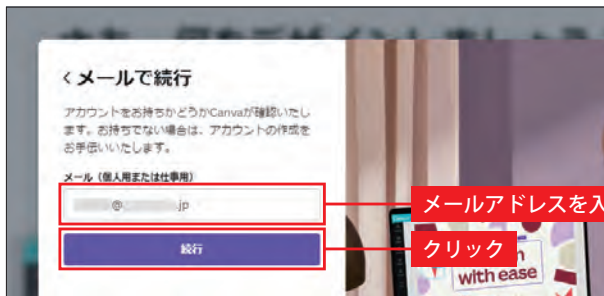 メールで続行
アカウントをお持ちかどうかCanvaが確認いたし
ます。お持ちでない場合は、アカウントの作成を
お手伝いいたします。
メール（個人用または仕事用）
@ .jp
メールアドレスを入
続行
クリック
with ease